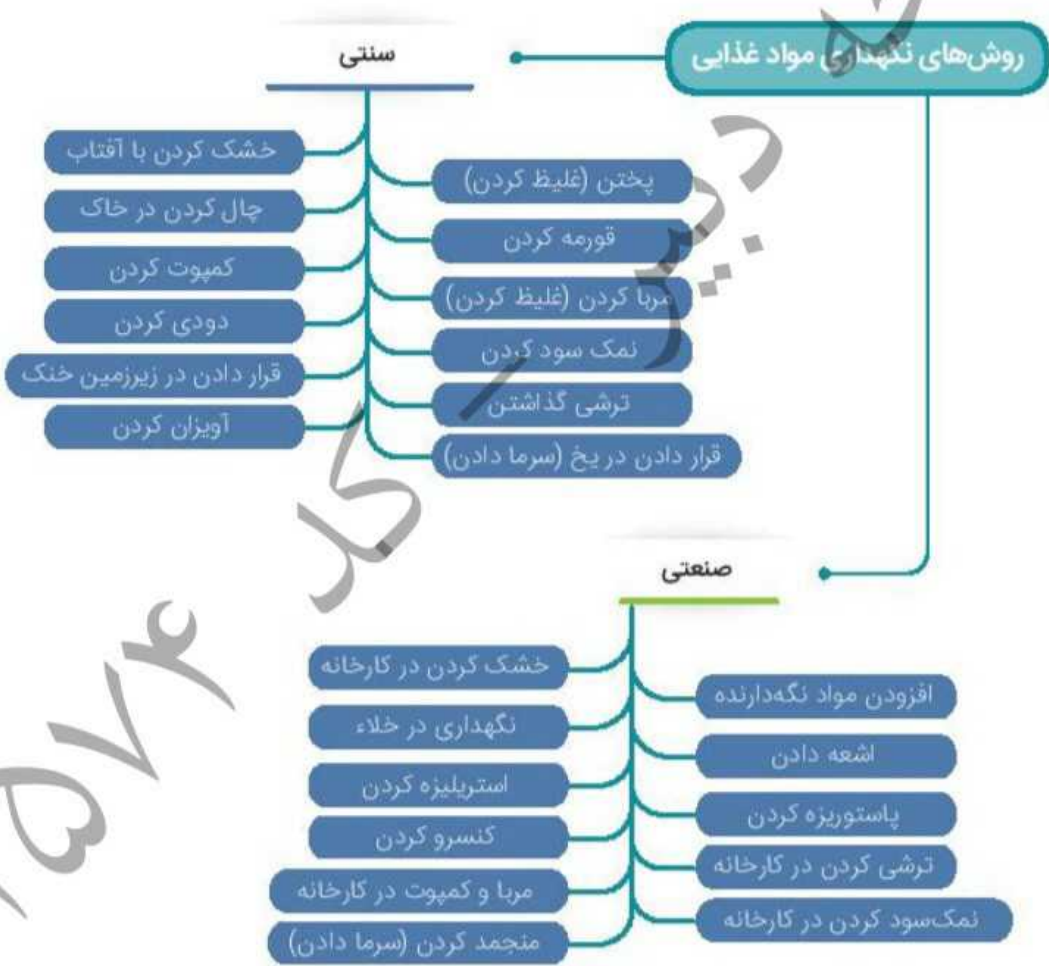 روش‌های نگهداری مواد غذایی
سنتی
پختن (غلیظ کردن)
قورمه کردن
مربا کردن (غلیظ کردن)
نمک سود کردن
ترشی گذاشتن
قرار دادن در یخ (سرما دادن)
خشک کردن با آفتاب
چال کردن در خاک
کمپوت کردن
دودی کردن
قرار دادن در زیرزمین خنک
آویزان کردن
صنعتی
افزودن مواد نگه‌دارنده
اشعه دادن
پاستوریزه کردن
ترشی کردن در کارخانه
نمک‌سود کردن در کارخانه
خشک کردن در کارخانه
نگهداری در خلاء
استریلیزه کردن
کنسرو کردن
مربا و کمپوت در کارخانه
منجمد کردن (سرما دادن)
دبیر – کد